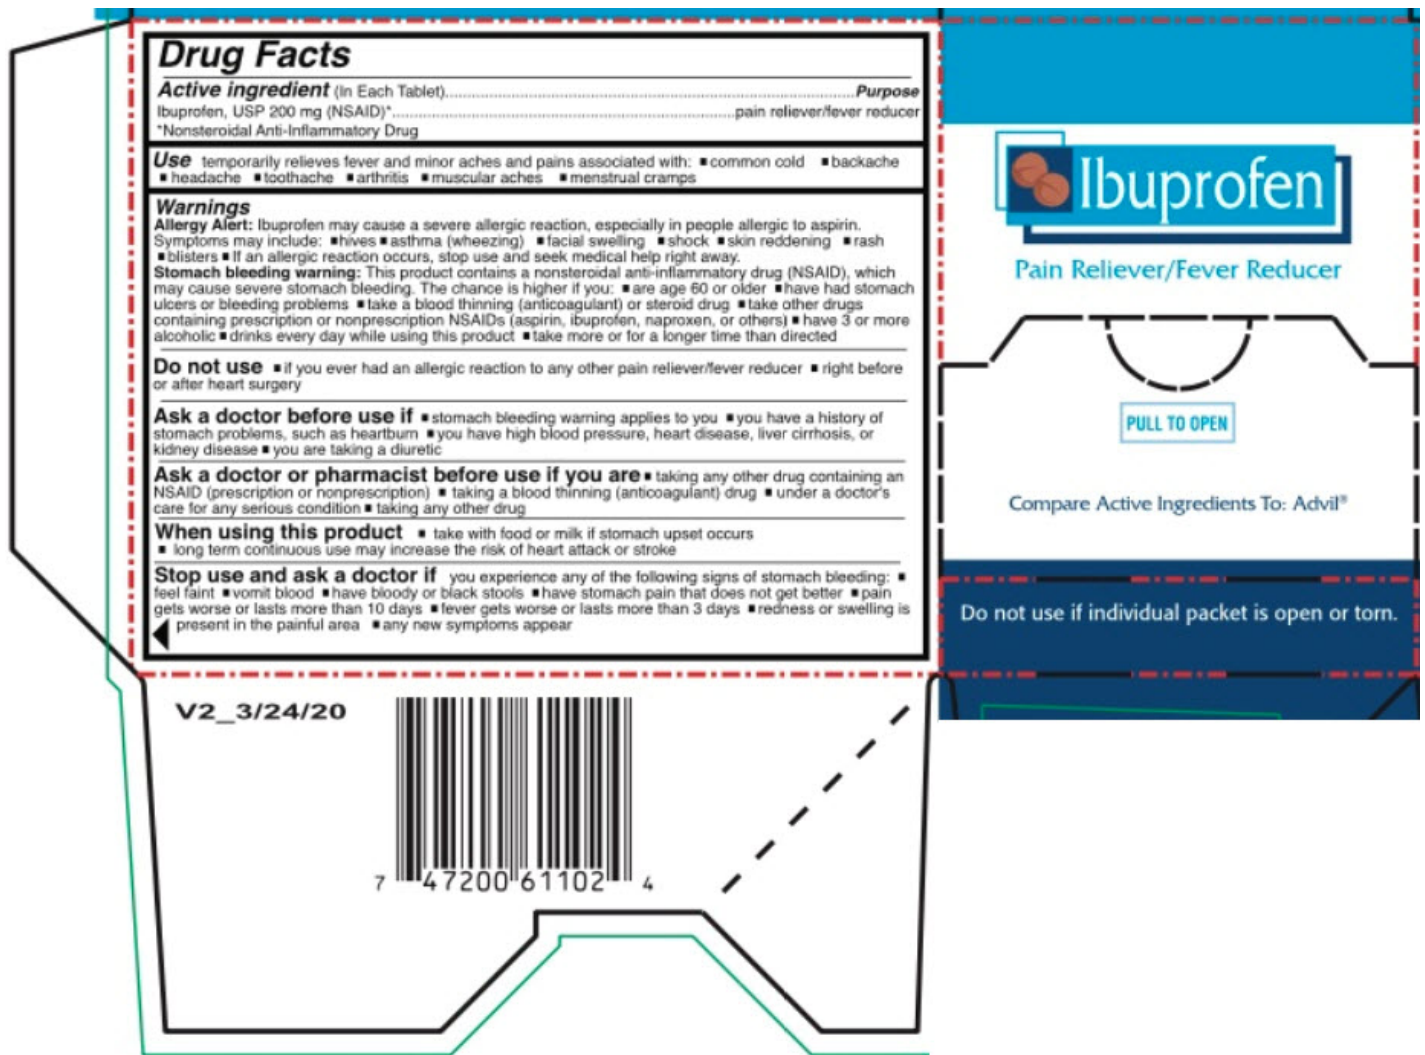 Drug Facts
Active ingredient (In Each Tablet)..........Purpose
Ibuprofen, USP 200 mg (NSAID)*..........pain reliever/fever reducer
*Nonsteroidal Anti-Inflammatory Drug
Use temporarily relieves fever and minor aches and pains associated with: ▪ common cold ▪ backache
▪ headache ▪ toothache ▪ arthritis ▪ muscular aches ▪ menstrual cramps
Warnings
Allergy Alert: Ibuprofen may cause a severe allergic reaction, especially in people allergic to aspirin.
Symptoms may include: ▪ hives ▪ asthma (wheezing) ▪ facial swelling ▪ shock ▪ skin reddening ▪ rash
▪ blisters ▪ If an allergic reaction occurs, stop use and seek medical help right away.
Stomach bleeding warning: This product contains a nonsteroidal anti-inflammatory drug (NSAID), which
may cause severe stomach bleeding. The chance is higher if you: ▪ are age 60 or older ▪ have had stomach
ulcers or bleeding problems ▪ take a blood thinning (anticoagulant) or steroid drug ▪ take other drugs
containing prescription or nonprescription NSAIDs (aspirin, ibuprofen, naproxen, or others) ▪ have 3 or more
alcoholic ▪ drinks every day while using this product ▪ take more or for a longer time than directed
Do not use ▪ if you ever had an allergic reaction to any other pain reliever/fever reducer ▪ right before
or after heart surgery
Ask a doctor before use if ▪ stomach bleeding warning applies to you ▪ you have a history of
stomach problems, such as heartburn ▪ you have high blood pressure, heart disease, liver cirrhosis, or
kidney disease ▪ you are taking a diuretic
Ask a doctor or pharmacist before use if you are ▪ taking any other drug containing an
NSAID (prescription or nonprescription) ▪ taking a blood thinning (anticoagulant) drug ▪ under a doctor's
care for any serious condition ▪ taking any other drug
When using this product ▪ take with food or milk if stomach upset occurs
▪ long term continuous use may increase the risk of heart attack or stroke
Stop use and ask a doctor if you experience any of the following signs of stomach bleeding: ▪
feel faint ▪ vomit blood ▪ have bloody or black stools ▪ have stomach pain that does not get better ▪ pain
gets worse or lasts more than 10 days ▪ fever gets worse or lasts more than 3 days ▪ redness or swelling is
present in the painful area ▪ any new symptoms appear
V2_3/24/20
7 47200 61102 4
Ibuprofen
Pain Reliever/Fever Reducer
PULL TO OPEN
Compare Active Ingredients To: Advil®
Do not use if individual packet is open or torn.